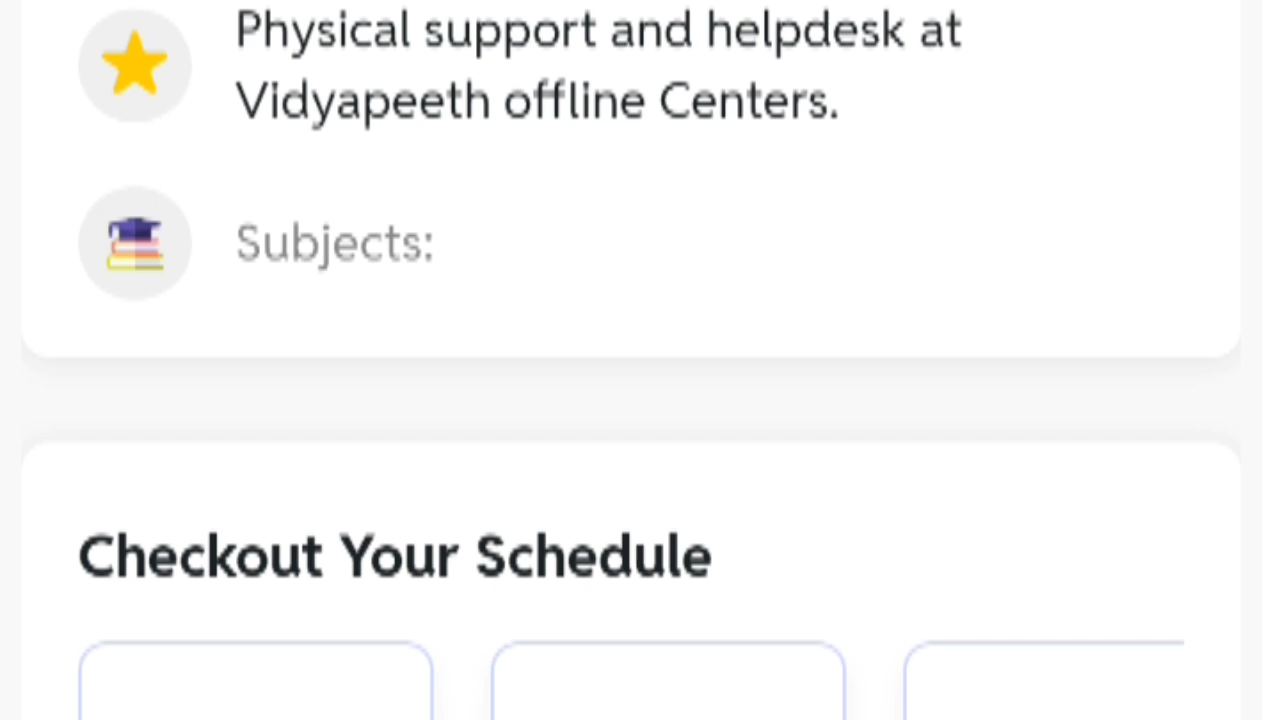 Physical support and helpdesk at
Vidyapeeth offline Centers.
Subjects:
Checkout Your Schedule